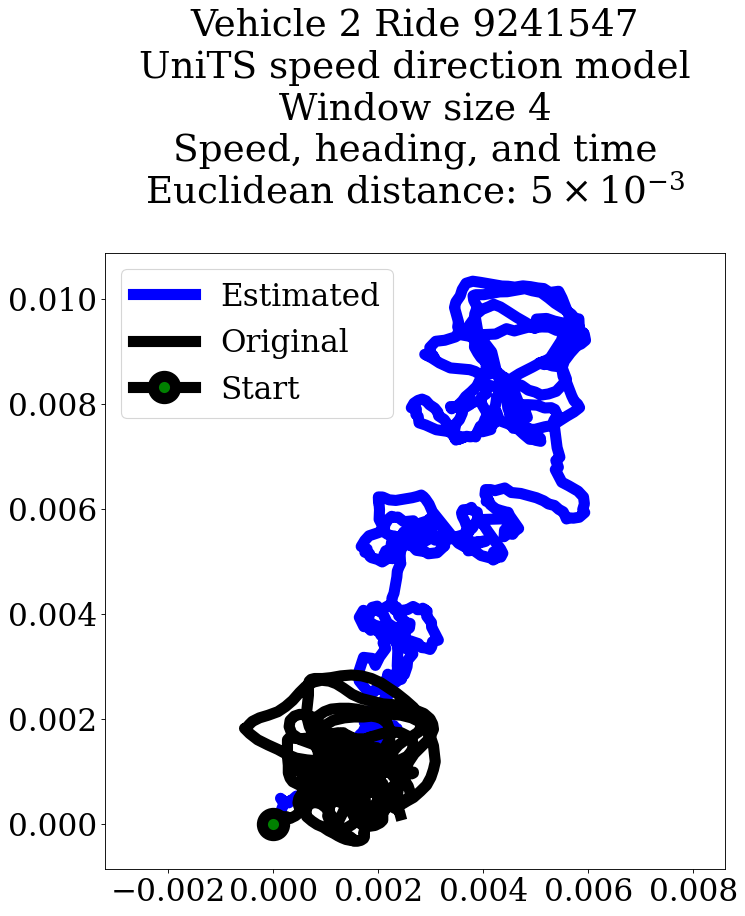 Vehicle 2 Ride 9241547
UniTS speed direction model
Window size 4
Speed, heading, and time
Euclidean distance: $5 \times 10^{-3}$
Estimated
Original
Start
0.010
0.008
0.006
0.004
0.002
0.000
−0.002 0.000 0.002 0.004 0.006 0.008